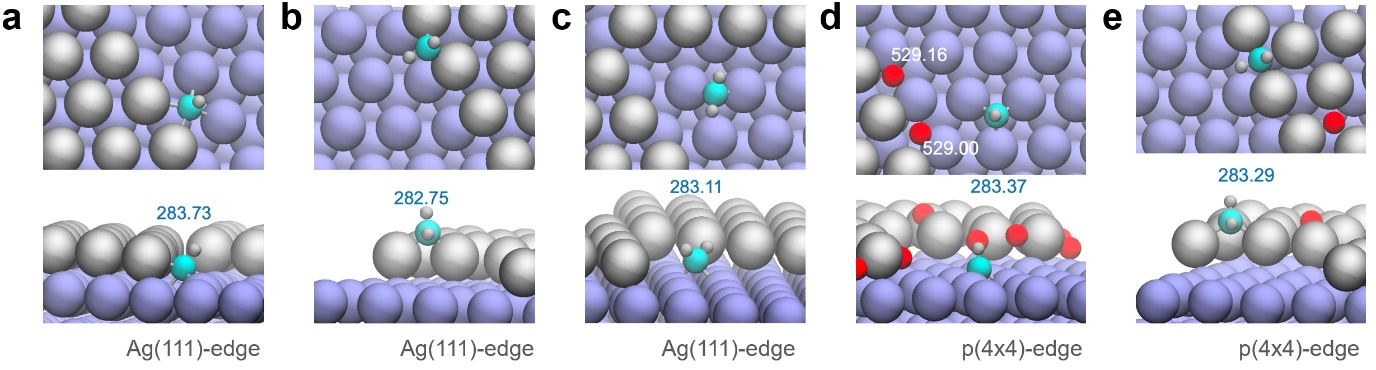 a
b
c
d
e
529.16
529.00
283.73
282.75
283.11
283.37
283.29
Ag(111)-edge
Ag(111)-edge
Ag(111)-edge
p(4x4)-edge
p(4x4)-edge